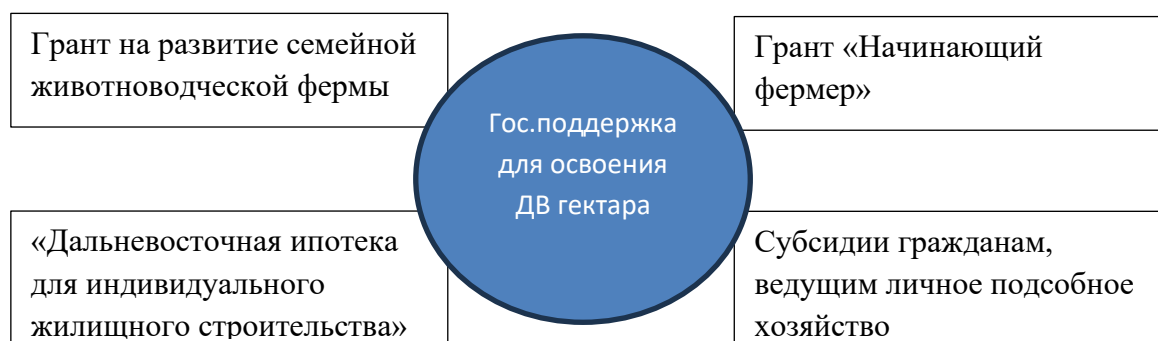 Грант на развитие семейной
животноводческой фермы
Грант «Начинающий
фермер»
Гос.поддержка
для освоения
ДВ гектара
«Дальневосточная ипотека
для индивидуального
жилищного строительства»
Субсидии гражданам,
ведущим личное подсобное
хозяйство